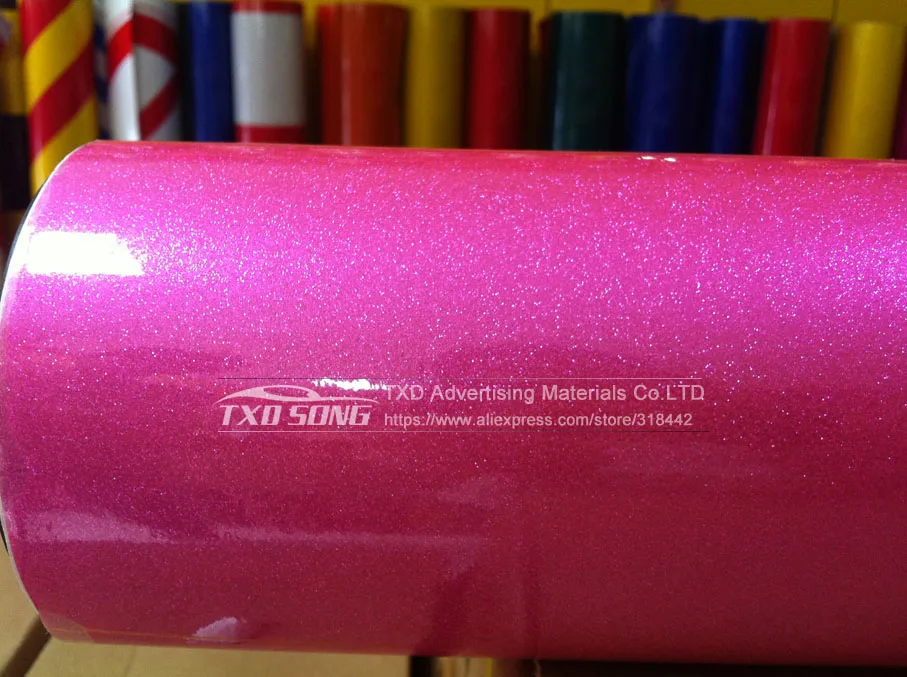 TXD SONG
TXD Advertising Materials Co.LTD
https://www.aliexpress.com/store/318442